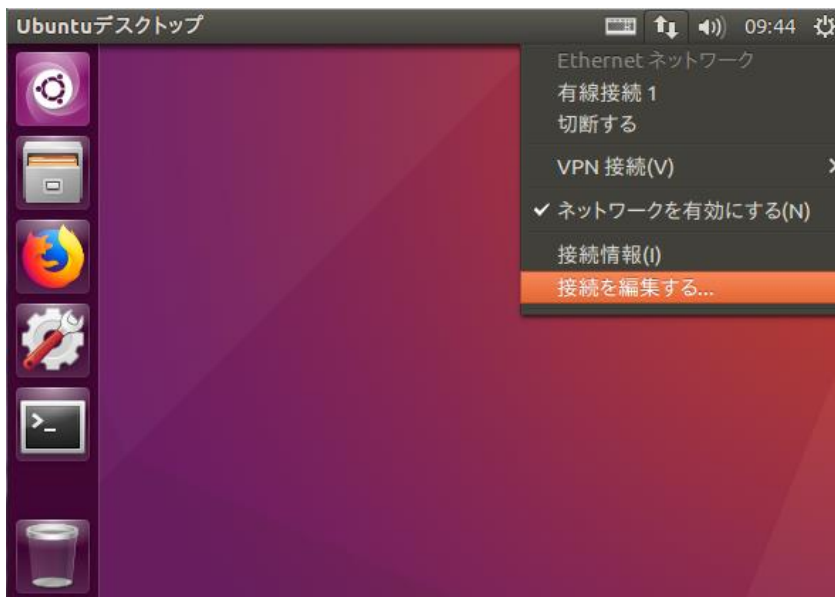 Ubuntuデスクトップ
09:44
Ethernet ネットワーク
有線接続 1
切断する
VPN 接続(V)
ネットワークを有効にする(N)
接続情報(I)
接続を編集する...